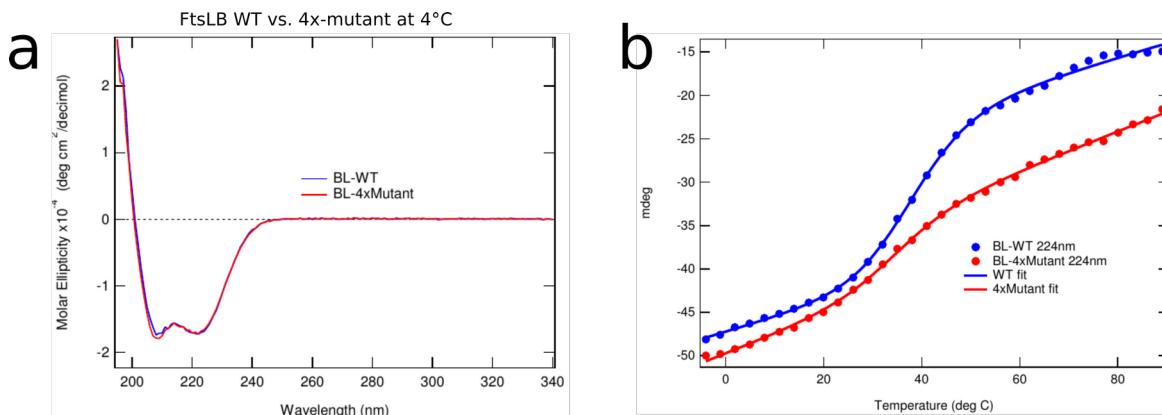 FtsLB WT vs. 4x-mutant at 4°C
a
Molar Ellipticity x10⁻⁴ (deg cm⁻²/decimol)
2
1
0
-1
-2
BL-WT
BL-4xMutant
200
220
240
260
280
300
320
340
Wavelength (nm)
b
mdeg
-15
-20
-25
-30
-35
-40
-45
-50
BL-WT 224nm
BL-4xMutant 224nm
WT fit
4xMutant fit
0
20
40
60
80
Temperature (deg C)